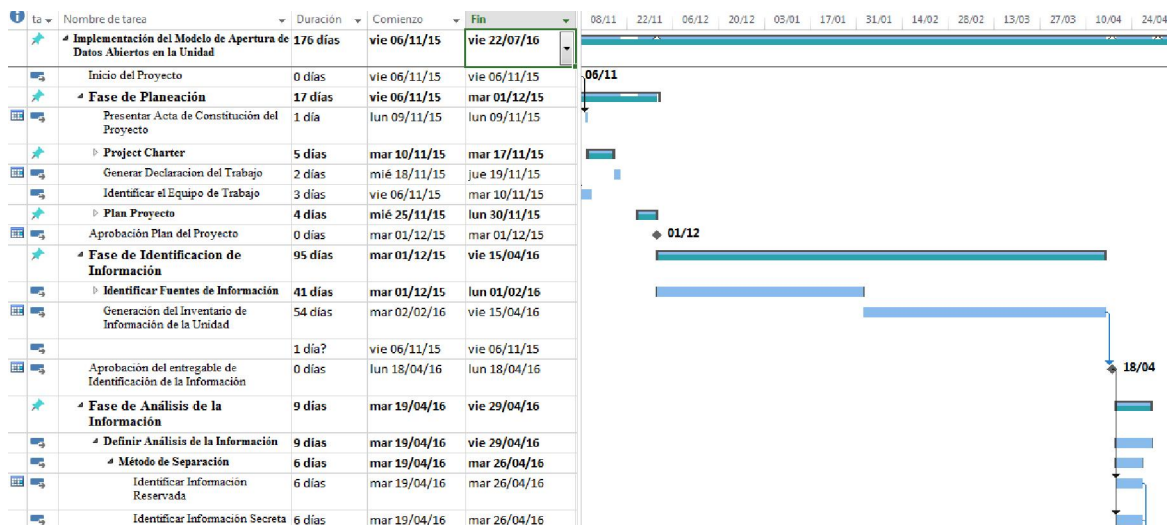 ta Nombre de tarea Duración Comienzo Fin 08/11 22/11 06/12 20/12 03/01 17/01 31/01 14/02 28/02 13/03 27/03 10/04 24/04
Implementación del Modelo de Apertura de 176 días vie 06/11/15 vie 22/07/16
Datos Abiertos en la Unidad
Inicio del Proyecto 0 días vie 06/11/15 vie 06/11/15 06/11
Fase de Planeación 17 días vie 06/11/15 mar 01/12/15
Presentar Acta de Constitución del 1 día lun 09/11/15 lun 09/11/15
Proyecto
Project Charter 5 días mar 10/11/15 mar 17/11/15
Generar Declaracion del Trabajo 2 días mié 18/11/15 jue 19/11/15
Identificar el Equipo de Trabajo 3 días vie 06/11/15 mar 10/11/15
Plan Proyecto 4 días mié 25/11/15 lun 30/11/15
Aprobación Plan del Proyecto 0 días mar 01/12/15 mar 01/12/15 01/12
Fase de Identificacion de 95 días mar 01/12/15 vie 15/04/16
Información
Identificar Fuentes de Información 41 días mar 01/12/15 lun 01/02/16
Generación del Inventario de 54 días mar 02/02/16 vie 15/04/16
Información de la Unidad
1 día? vie 06/11/15 vie 06/11/15
Aprobación del entregable de 0 días lun 18/04/16 lun 18/04/16 18/04
Identificación de la Información
Fase de Análisis de la 9 días mar 19/04/16 vie 29/04/16
Información
Definir Análisis de la Información 9 días mar 19/04/16 vie 29/04/16
Método de Separación 6 días mar 19/04/16 mar 26/04/16
Identificar Información 6 días mar 19/04/16 mar 26/04/16
Reservada
Identificar Información Secreta 6 días mar 19/04/16 mar 26/04/16